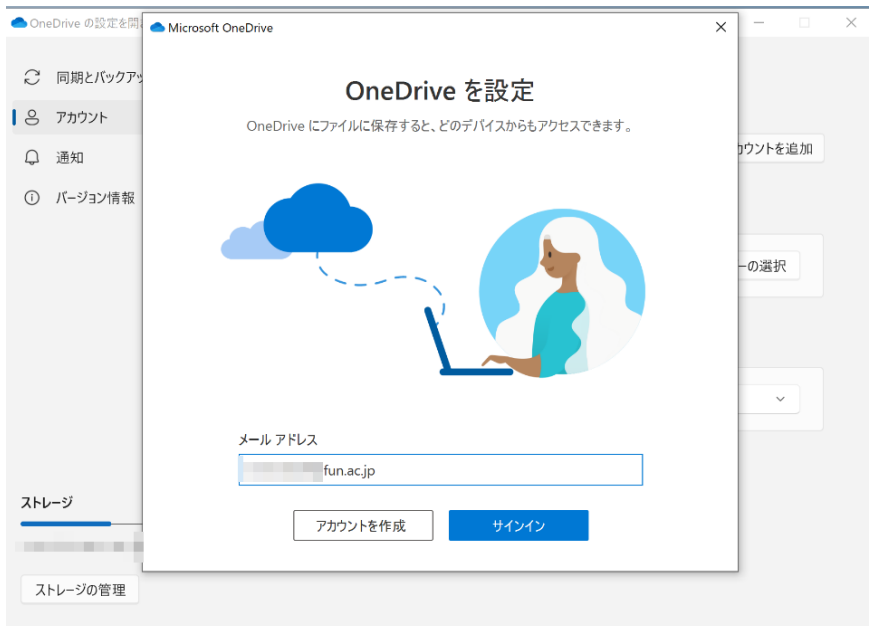 OneDrive の設定を開
Microsoft OneDrive
同期とバックアッ
アカウント
通知
バージョン情報
OneDrive を設定
OneDrive にファイルに保存すると、どのデバイスからもアクセスできます。
カウントを追加
ーの選択
メール アドレス
fun.ac.jp
アカウントを作成
サインイン
ストレージ
ストレージの管理